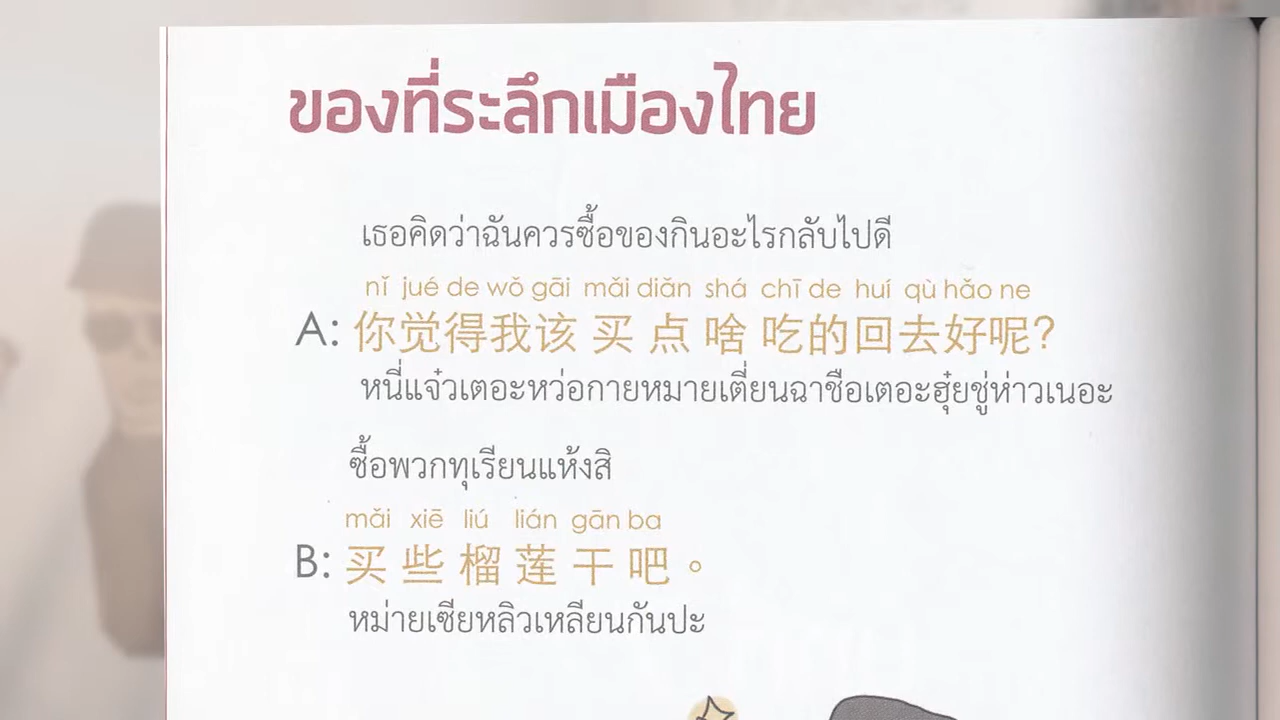 ของที่ระลึกเมืองไทย
เธอคิดว่าฉันควรซื้อของกินอะไรกลับไปดี
nǐ jué de wǒ gāi mǎi diǎn shá chī de huí qù hǎo ne
A: 你觉得我该买点啥吃的回去好呢?
หนี่แจ๋วเตอะหว่อกายหมายเตี่ยนฉาชือเตอะฮุ๋ยชู่ห่าวเนอะ
ซื้อพวกทุเรียนแห้งสิ
mǎi xiē liú lián gān ba
B: 买些榴莲干吧。
หม่ายเซียหลิวเหลียนกันปะ